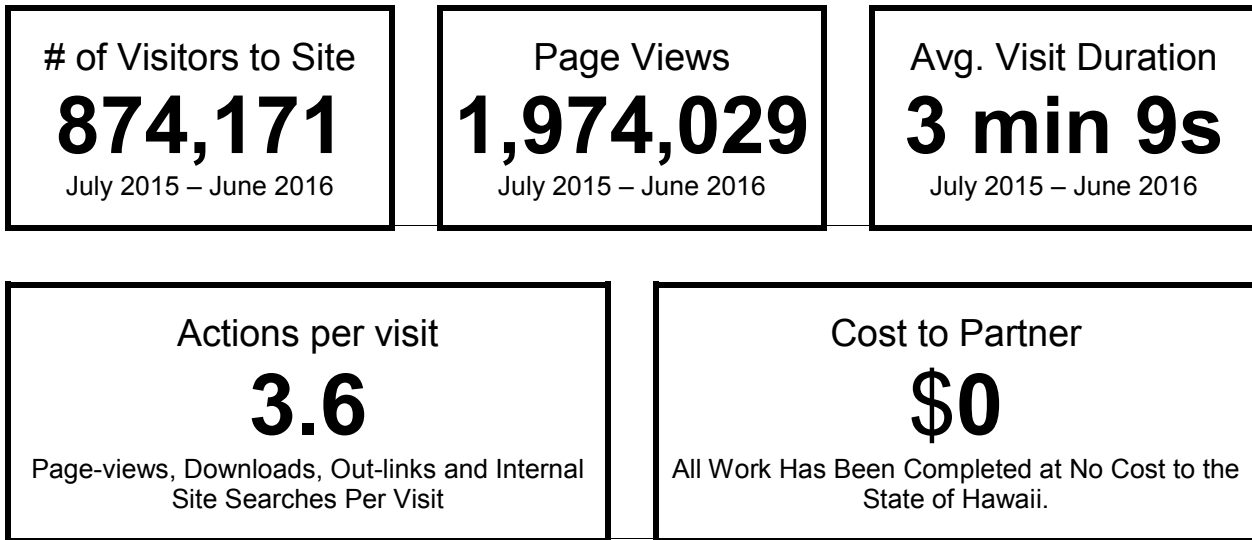 # of Visitors to Site
874,171
July 2015 – June 2016
Page Views
1,974,029
July 2015 – June 2016
Avg. Visit Duration
3 min 9s
July 2015 – June 2016
Actions per visit
3.6
Page-views, Downloads, Out-links and Internal
Site Searches Per Visit
Cost to Partner
$0
All Work Has Been Completed at No Cost to the
State of Hawaii.